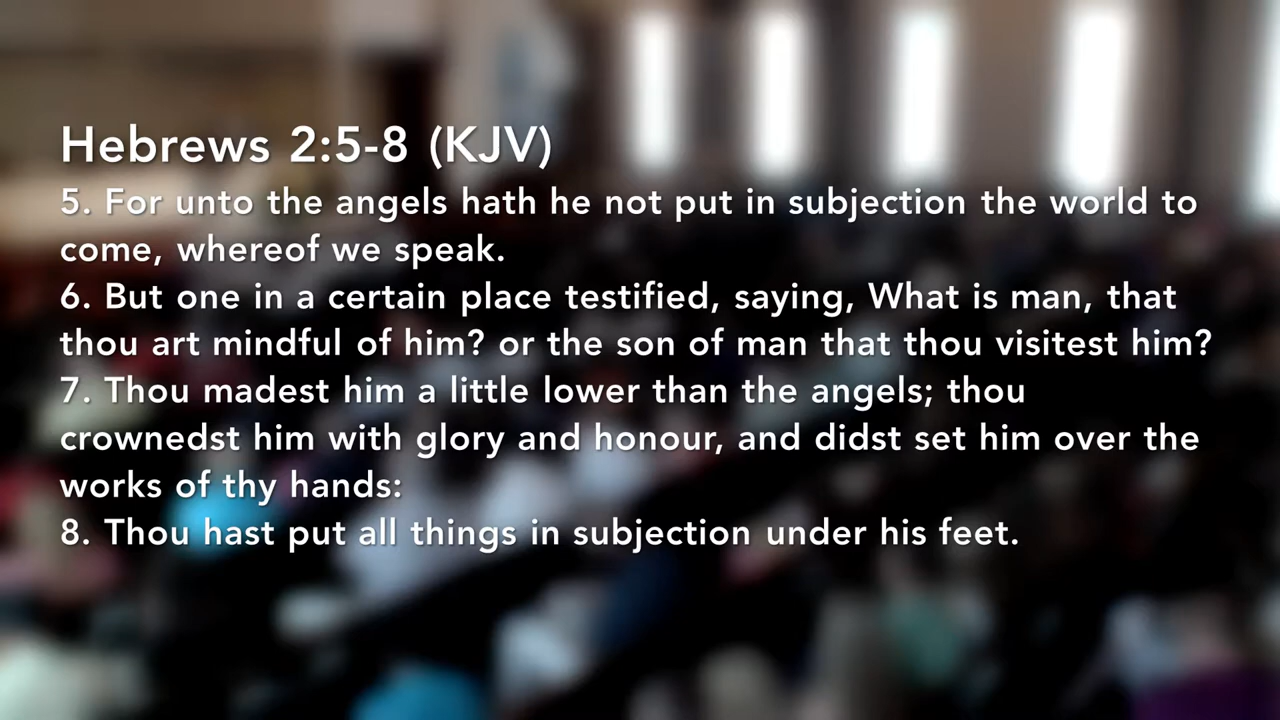 Hebrews 2:5-8 (KJV)
5. For unto the angels hath he not put in subjection the world to
come, whereof we speak.
6. But one in a certain place testified, saying, What is man, that
thou art mindful of him? or the son of man that thou visitest him?
7. Thou madest him a little lower than the angels; thou
crownedst him with glory and honour, and didst set him over the
works of thy hands:
8. Thou hast put all things in subjection under his feet.